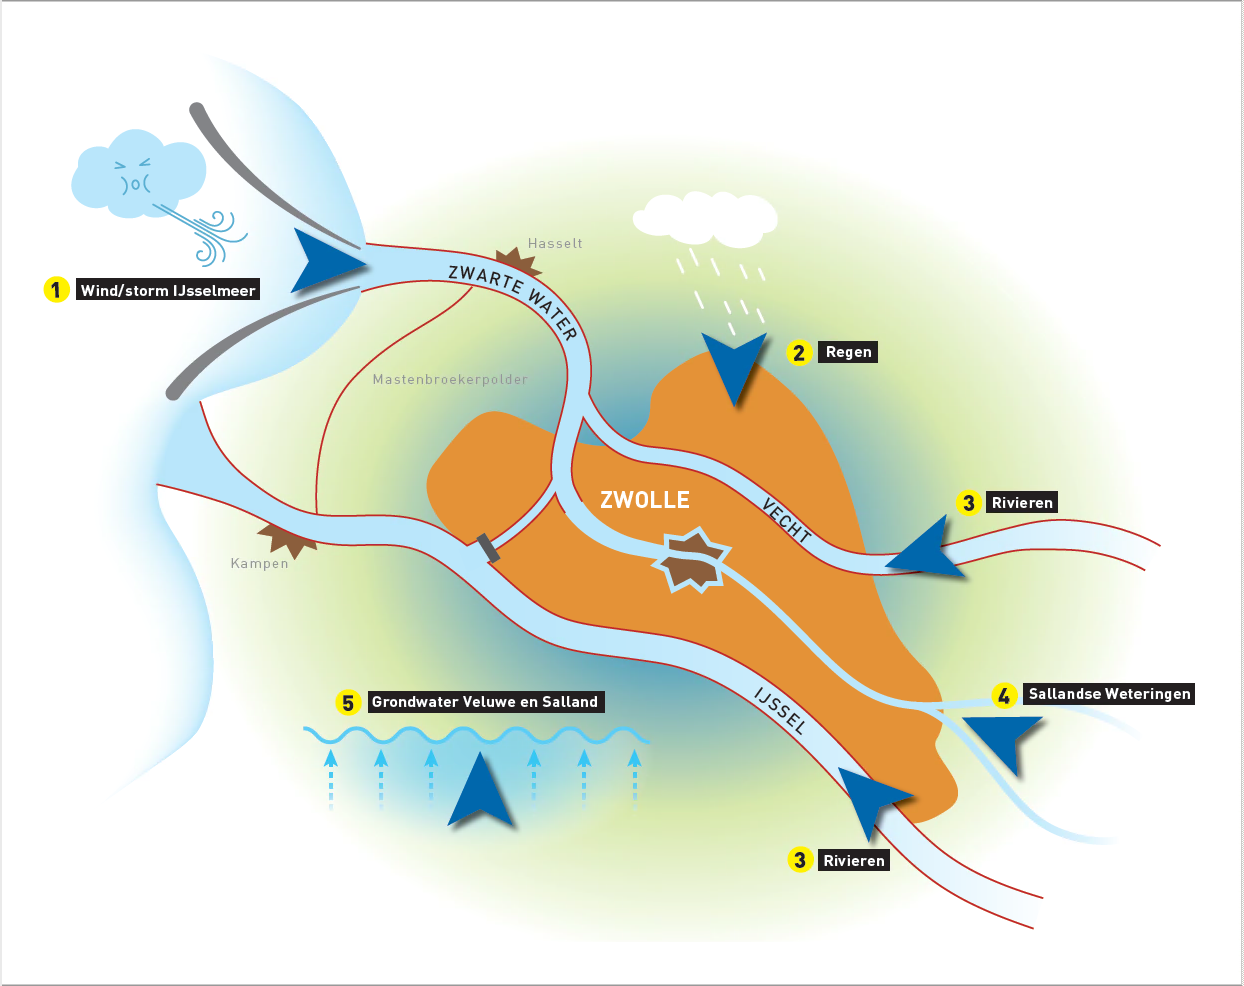 Hasselt
ZWARTE WATER
1 Wind/storm IJsselmeer
2 Regen
Mastenbroekerpolder
ZWOLLE
VECHT
3 Rivieren
Kampen
4 Sallandse Weteringen
5 Grondwater Veluwe en Salland
IJSSEL
3 Rivieren